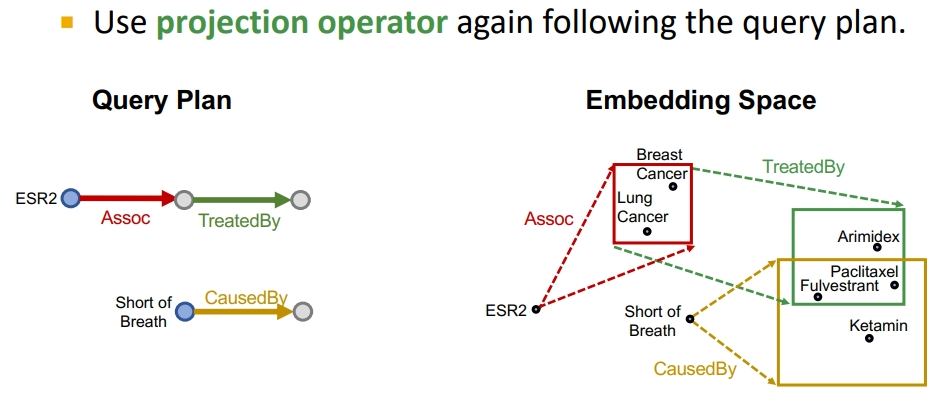 Use projection operator again following the query plan.
Query Plan
ESR2
Assoc
TreatedBy
Short of
Breath
CausedBy
Embedding Space
Breast
Cancer
Lung
Cancer
TreatedBy
Assoc
Arimidex
Paclitaxel
Fulvestrant
ESR2
Short of
Breath
Ketamin
CausedBy